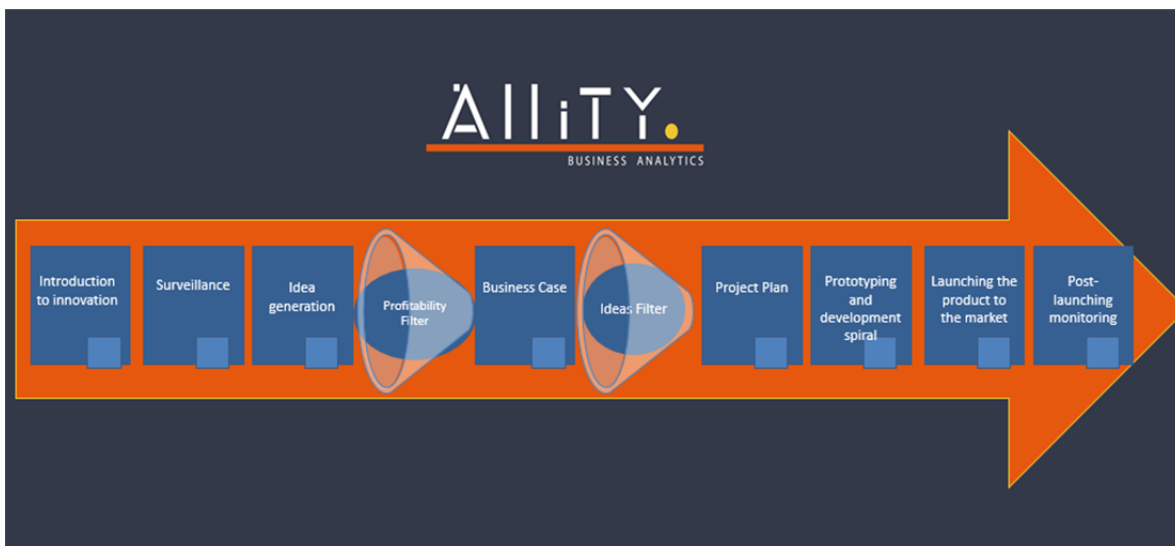 ÄlliTY.
BUSINESS ANALYTICS
Introduction
to innovation
Surveillance
Idea
generation
Profitability
Filter
Business Case
Ideas Filter
Project Plan
Prototyping
and
development
spiral
Launching the
product to
the market
Post-
launching
monitoring